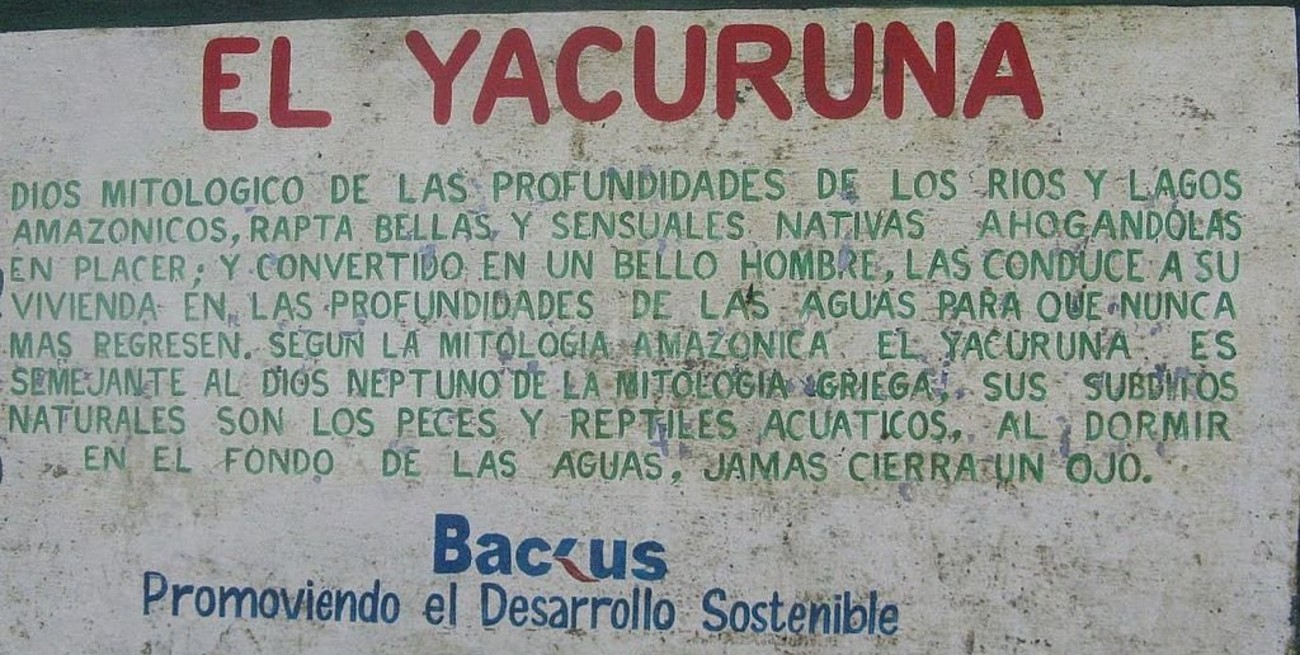 EL YACURUNA
DIOS MITOLOGICO DE LAS PROFUNDIDADES DE LOS RIOS Y LAGOS
AMAZONICOS, RAPTA BELLAS Y SENSUALES NATIVAS AHOGANDOLAS
EN PLACER; Y CONVERTIDO EN UN BELLO HOMBRE, LAS CONDUCE A SU
VIVIENDA EN LAS PROFUNDIDADES DE LAS AGUAS PARA QUE NUNCA
MAS REGRESEN. SEGUN LA MITOLOGIA AMAZONICA EL YACURUNA ES
SEMEJANTE AL DIOS NEPTUNO DE LA MITOLOGIA GRIEGA, SUS SUBDITOS
NATURALES SON LOS PECES Y REPTILES ACUATICOS, AL DORMIR
EN EL FONDO DE LAS AGUAS, JAMAS CIERRA UN OJO.
Backus
Promoviendo el Desarrollo Sostenible